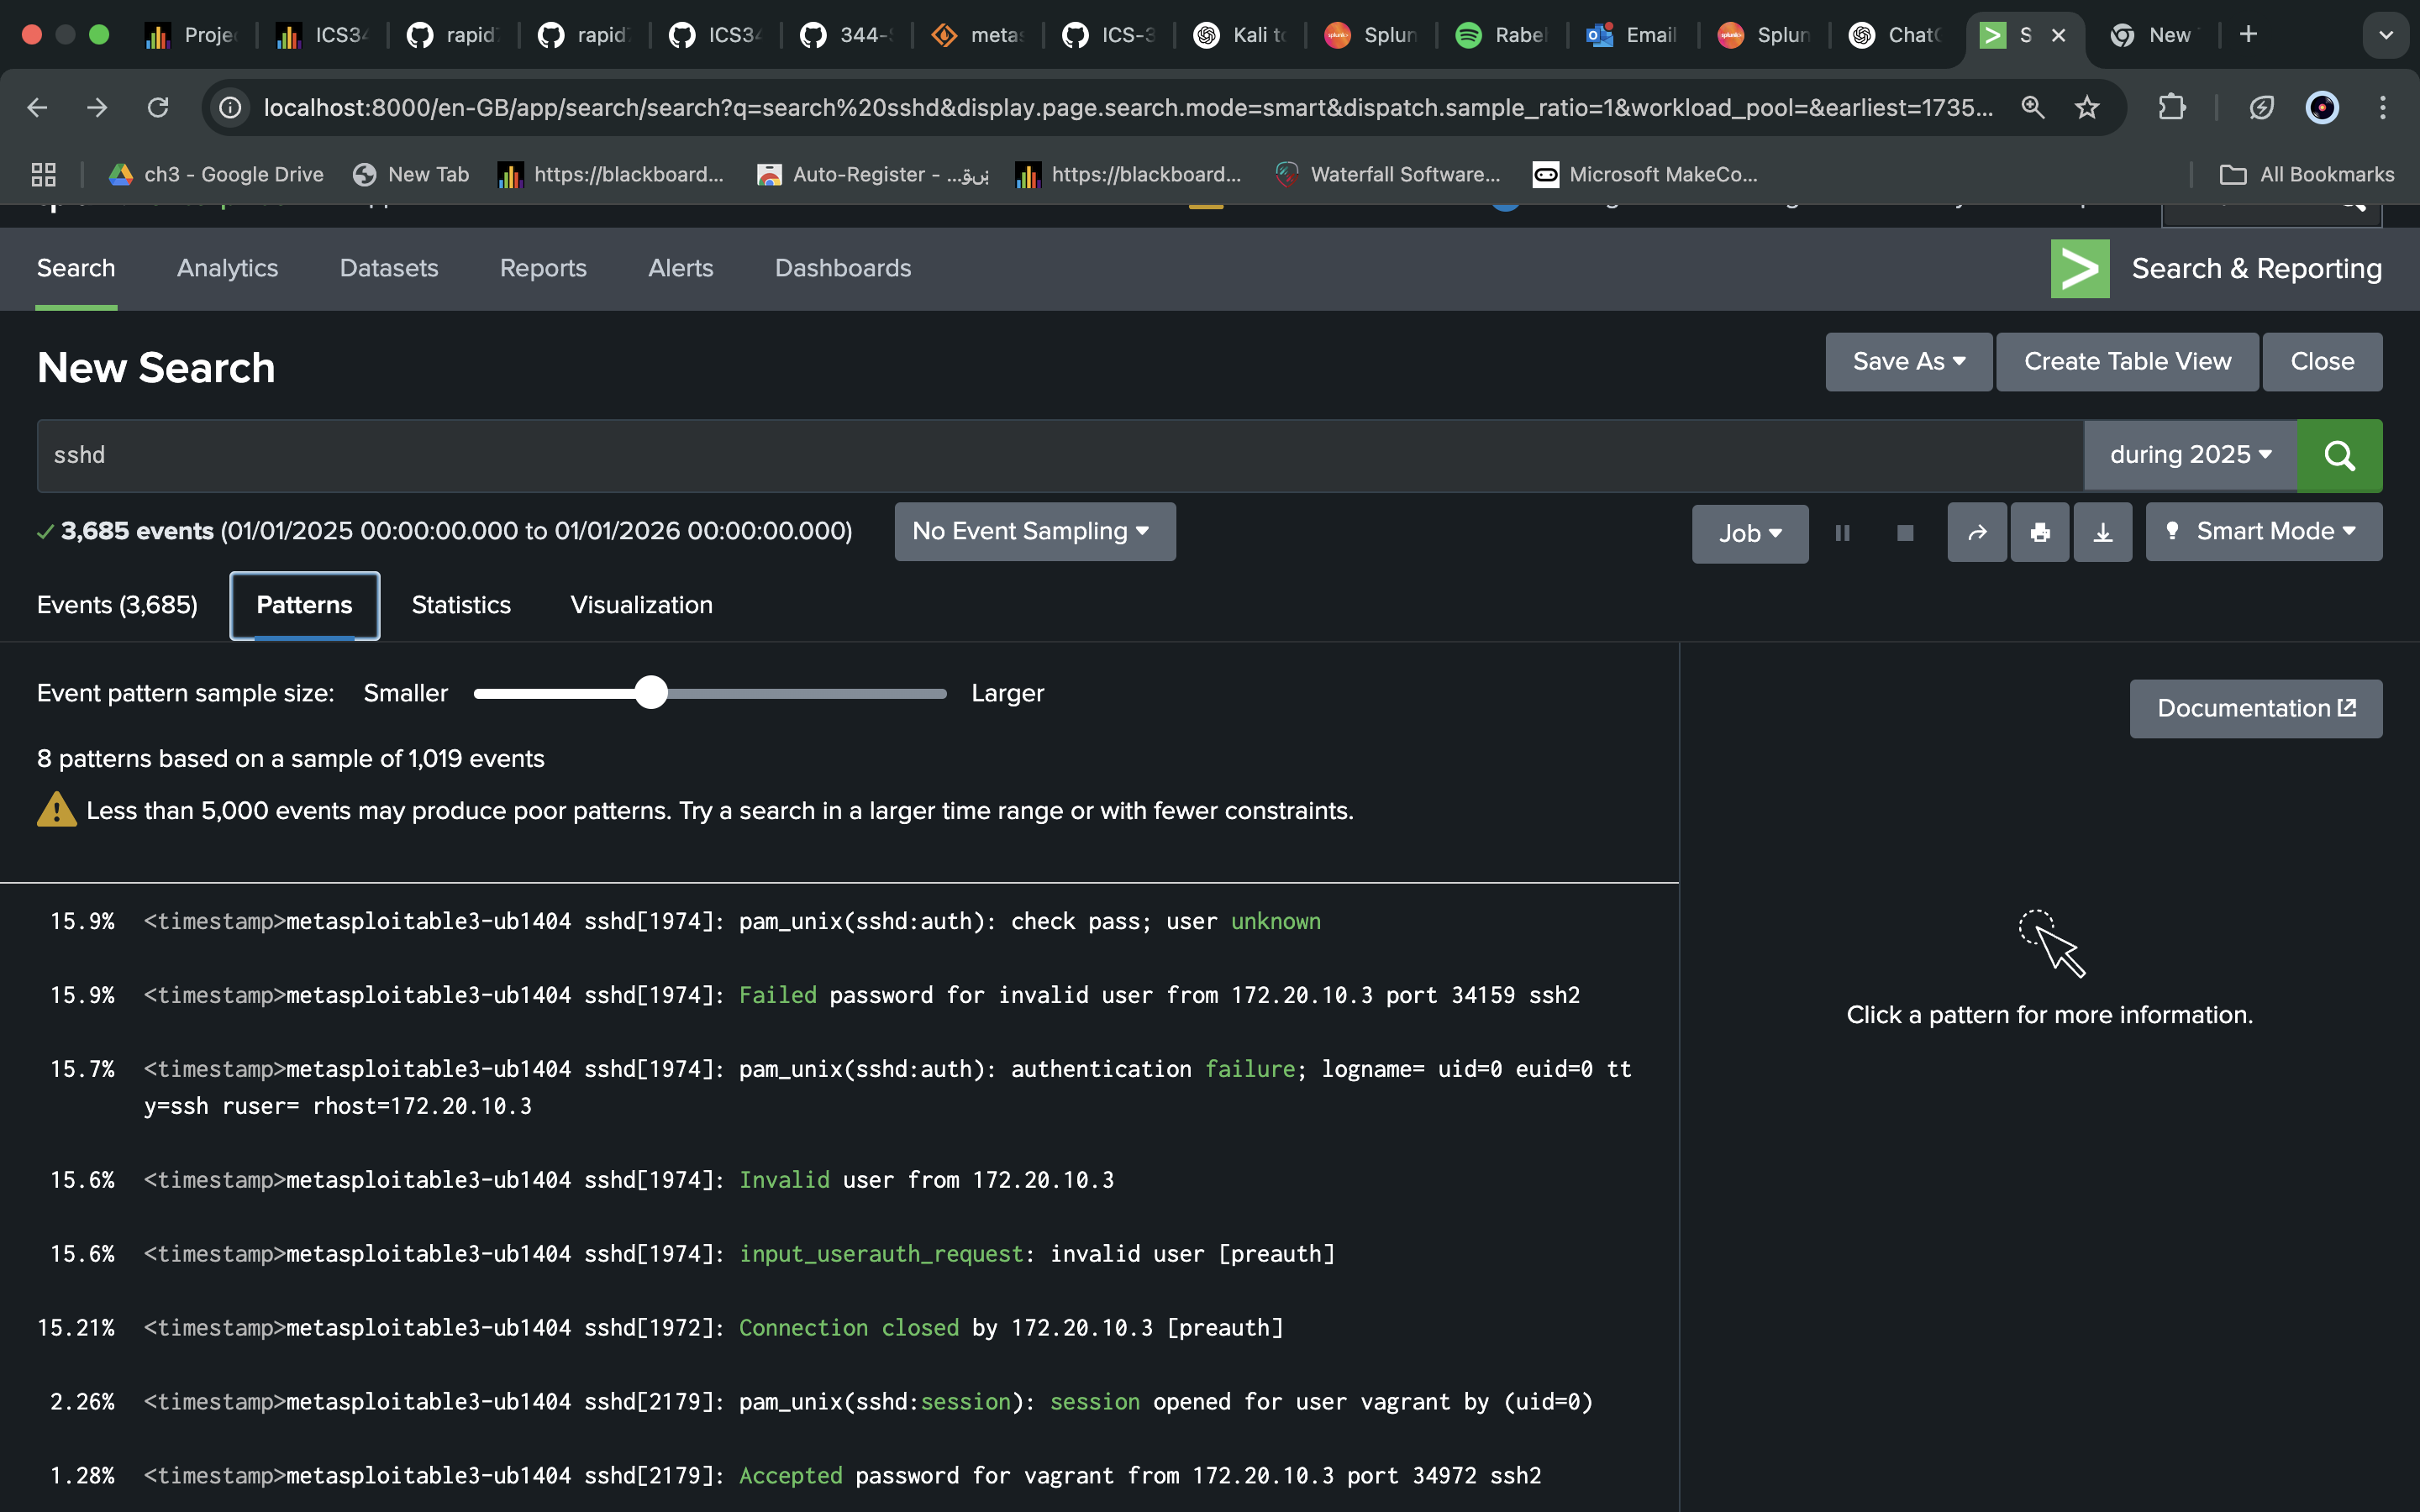 Proje
ICS34
rapid7
rapid7
ICS34
344-S
metas
ICS-3
Kali to
Splun
Rabel
Email
Splun
ChatG
S
New
localhost:8000/en-GB/app/search/search?q=search%20sshd&display.page.search.mode=smart&dispatch.sample_ratio=1&workload_pool=&earliest=1735...
ch3 - Google Drive
New Tab
https://blackboard...
Auto-Register - ...
https://blackboard...
Waterfall Software...
Microsoft MakeCo...
All Bookmarks
Search
Analytics
Datasets
Reports
Alerts
Dashboards
Search & Reporting
New Search
Save As
Create Table View
Close
sshd
during 2025
3,685 events (01/01/2025 00:00:00.000 to 01/01/2026 00:00:00.000)
No Event Sampling
Job
Smart Mode
Events (3,685)
Patterns
Statistics
Visualization
Event pattern sample size:
Smaller
Larger
Documentation
8 patterns based on a sample of 1,019 events
Less than 5,000 events may produce poor patterns. Try a search in a larger time range or with fewer constraints.
15.9% <timestamp>metasploitable3-ub1404 sshd[1974]: pam_unix(sshd:auth): check pass; user unknown
15.9% <timestamp>metasploitable3-ub1404 sshd[1974]: Failed password for invalid user from 172.20.10.3 port 34159 ssh2
15.7% <timestamp>metasploitable3-ub1404 sshd[1974]: pam_unix(sshd:auth): authentication failure; logname= uid=0 euid=0 tt
y=ssh ruser= rhost=172.20.10.3
15.6% <timestamp>metasploitable3-ub1404 sshd[1974]: Invalid user from 172.20.10.3
15.6% <timestamp>metasploitable3-ub1404 sshd[1974]: input_userauth_request: invalid user [preauth]
15.21% <timestamp>metasploitable3-ub1404 sshd[1972]: Connection closed by 172.20.10.3 [preauth]
2.26% <timestamp>metasploitable3-ub1404 sshd[2179]: pam_unix(sshd:session): session opened for user vagrant by (uid=0)
1.28% <timestamp>metasploitable3-ub1404 sshd[2179]: Accepted password for vagrant from 172.20.10.3 port 34972 ssh2
Click a pattern for more information.